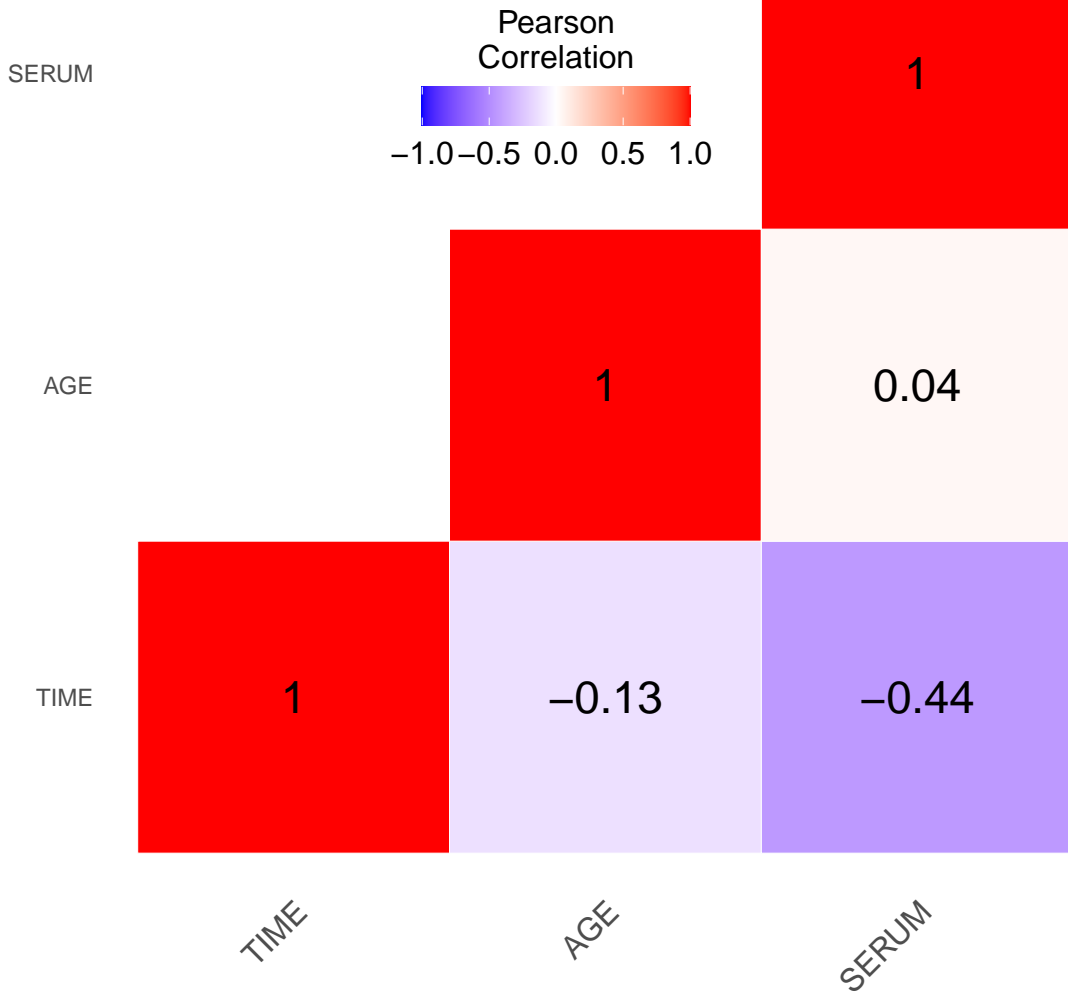 Pearson
Correlation
−1.0 −0.5 0.0 0.5 1.0
SERUM 1
AGE 1 0.04
TIME 1 −0.13 −0.44
TIME AGE SERUM